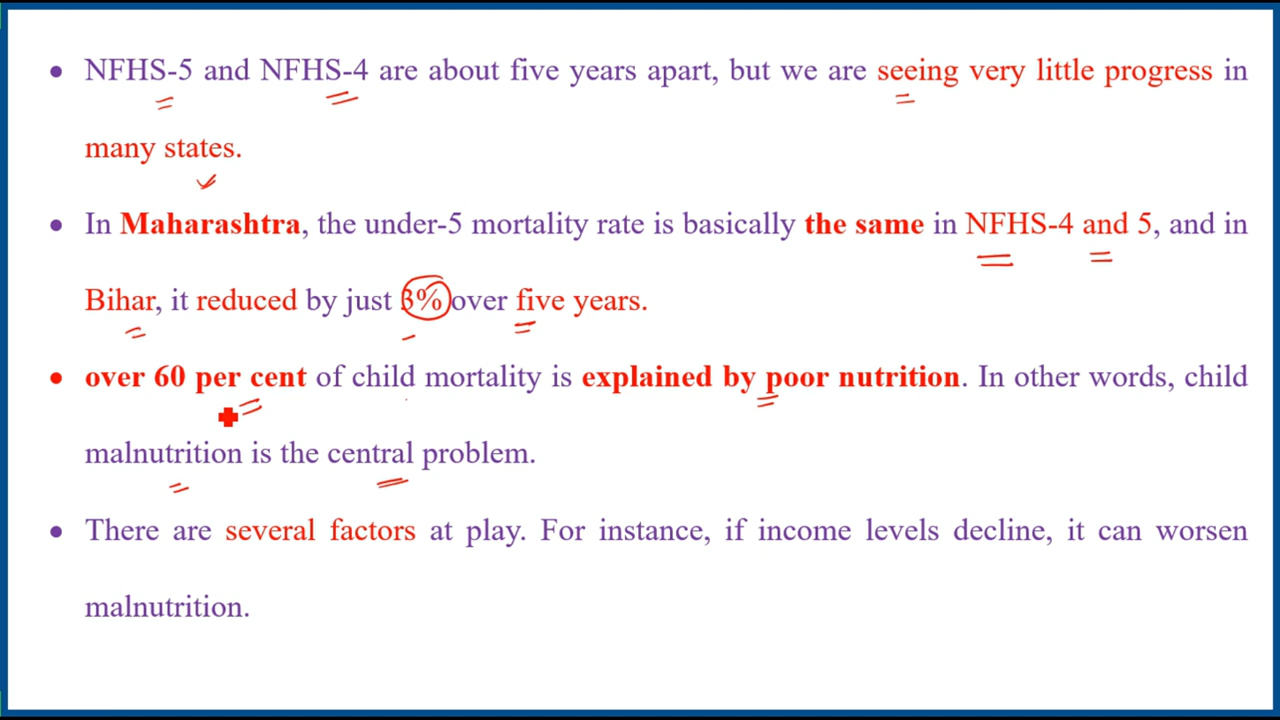 • NFHS-5 and NFHS-4 are about five years apart, but we are seeing very little progress in
many states.
• In Maharashtra, the under-5 mortality rate is basically the same in NFHS-4 and 5, and in
Bihar, it reduced by just 3% over five years.
• over 60 per cent of child mortality is explained by poor nutrition. In other words, child
malnutrition is the central problem.
• There are several factors at play. For instance, if income levels decline, it can worsen
malnutrition.